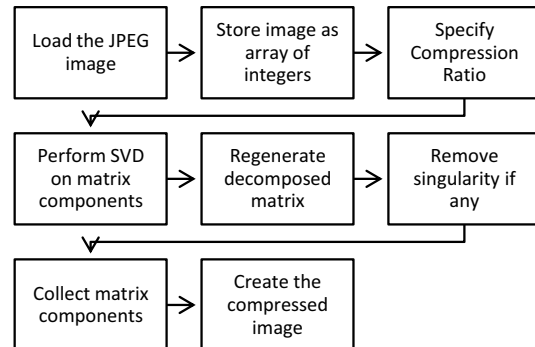 Load the JPEG
image
Store image as
array of
integers
Specify
Compression
Ratio
Perform SVD
on matrix
components
Regenerate
decomposed
matrix
Remove
singularity if
any
Collect matrix
components
Create the
compressed
image